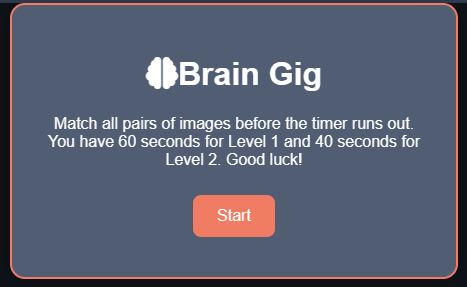 Brain Gig
Match all pairs of images before the timer runs out.
You have 60 seconds for Level 1 and 40 seconds for
Level 2. Good luck!
Start